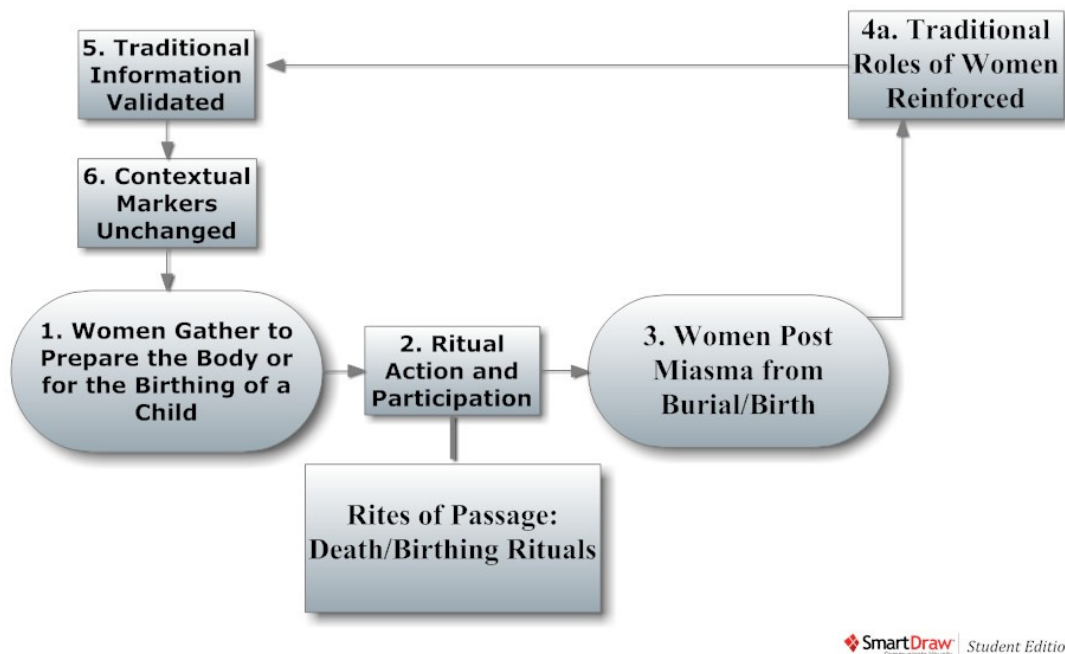 5. Traditional
Information
Validated
4a. Traditional
Roles of Women
Reinforced
6. Contextual
Markers
Unchanged
1. Women Gather to
Prepare the Body or
for the Birthing of a
Child
2. Ritual
Action and
Participation
3. Women Post
Miasma from
Burial/Birth
Rites of Passage:
Death/Birthing Rituals
SmartDraw Student Editio